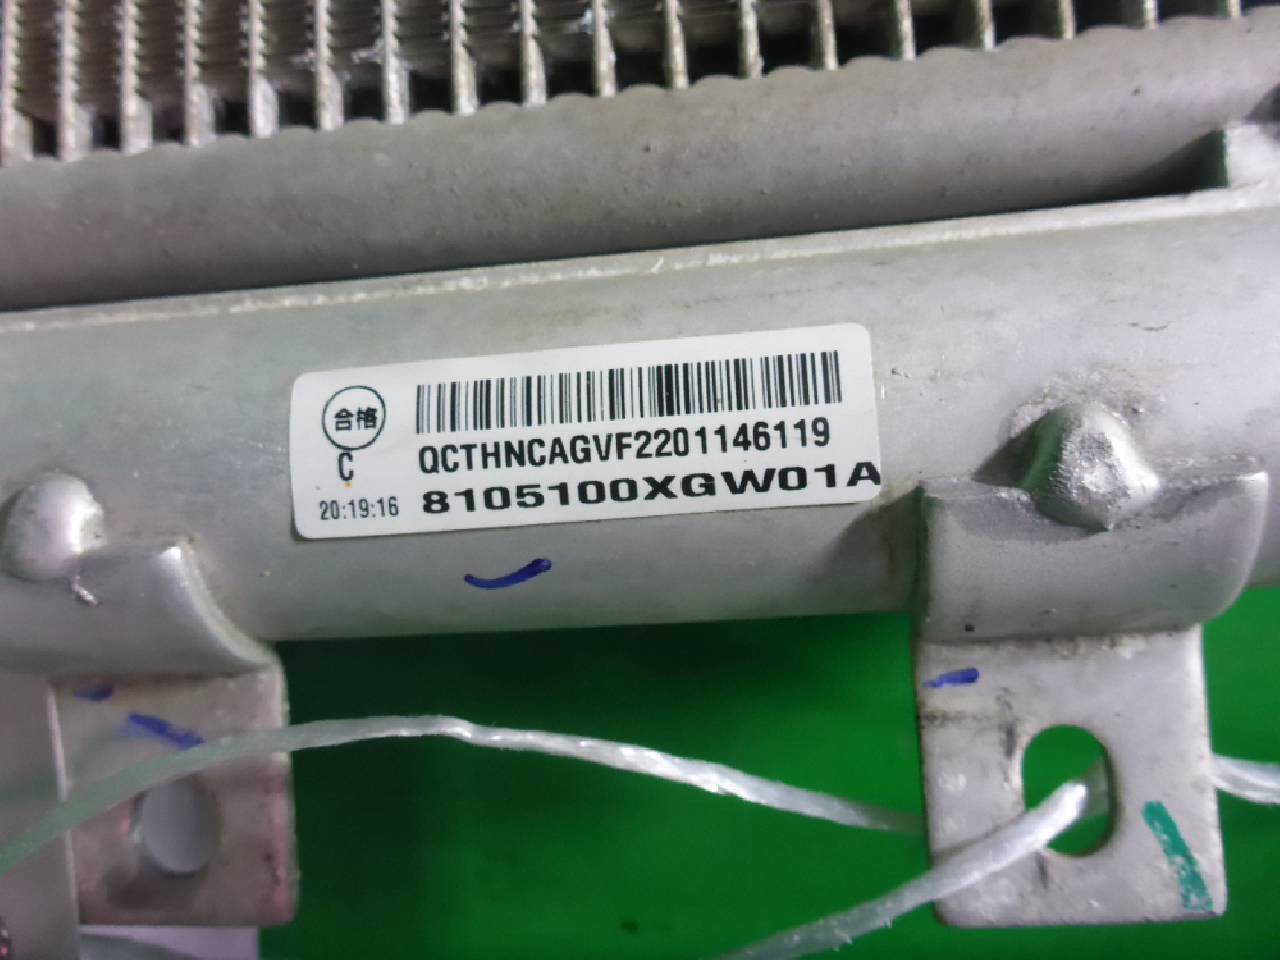 合格
C
20:19:16
QCTHNCAGVF2201146119
8105100XGW01A